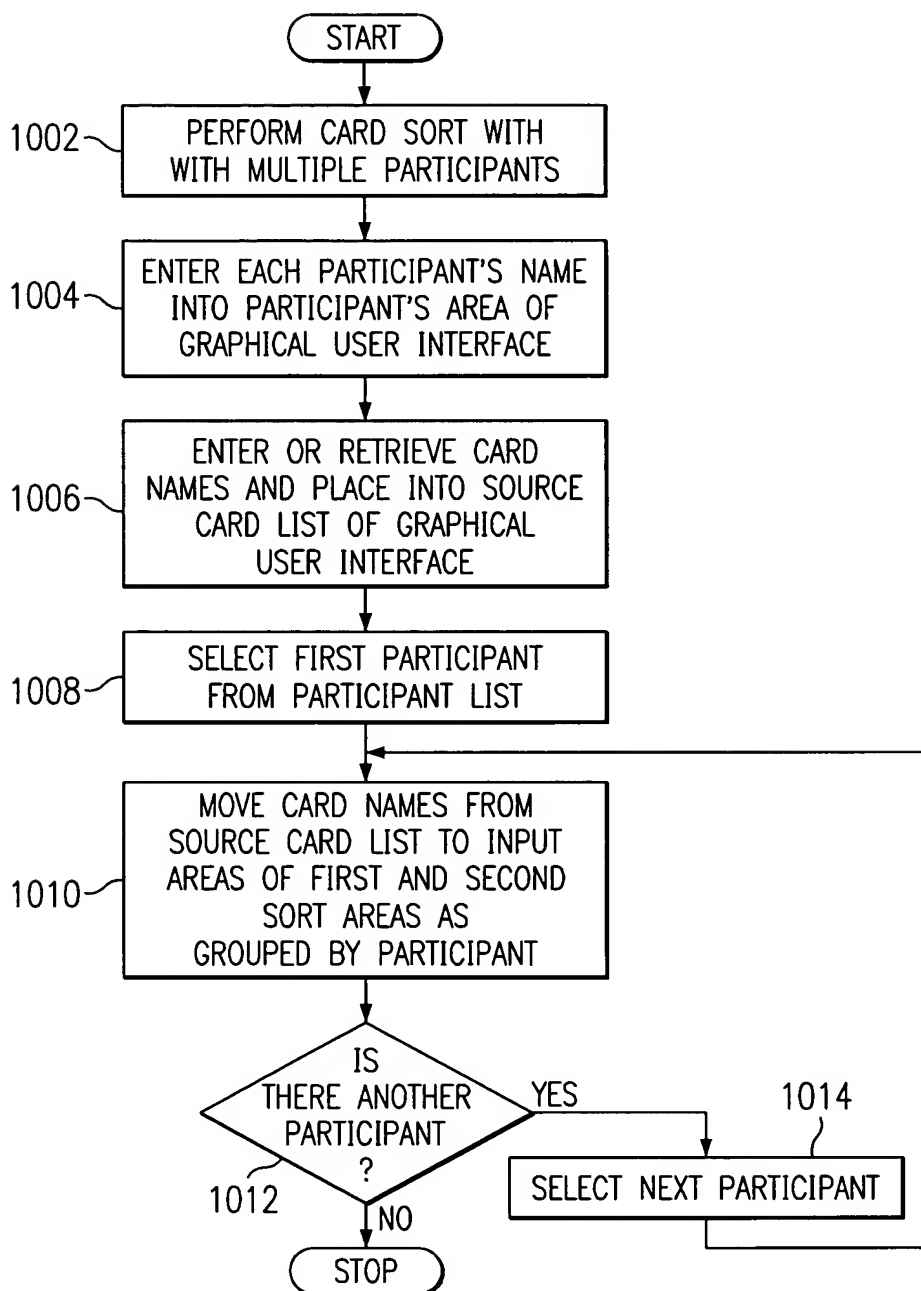 START
1002
PERFORM CARD SORT WITH
WITH MULTIPLE PARTICIPANTS
1004
ENTER EACH PARTICIPANT'S NAME
INTO PARTICIPANT'S AREA OF
GRAPHICAL USER INTERFACE
1006
ENTER OR RETRIEVE CARD
NAMES AND PLACE INTO SOURCE
CARD LIST OF GRAPHICAL
USER INTERFACE
1008
SELECT FIRST PARTICIPANT
FROM PARTICIPANT LIST
1010
MOVE CARD NAMES FROM
SOURCE CARD LIST TO INPUT
AREAS OF FIRST AND SECOND
SORT AREAS AS
GROUPED BY PARTICIPANT
IS
THERE ANOTHER
PARTICIPANT
?
1012
YES
1014
SELECT NEXT PARTICIPANT
NO
STOP